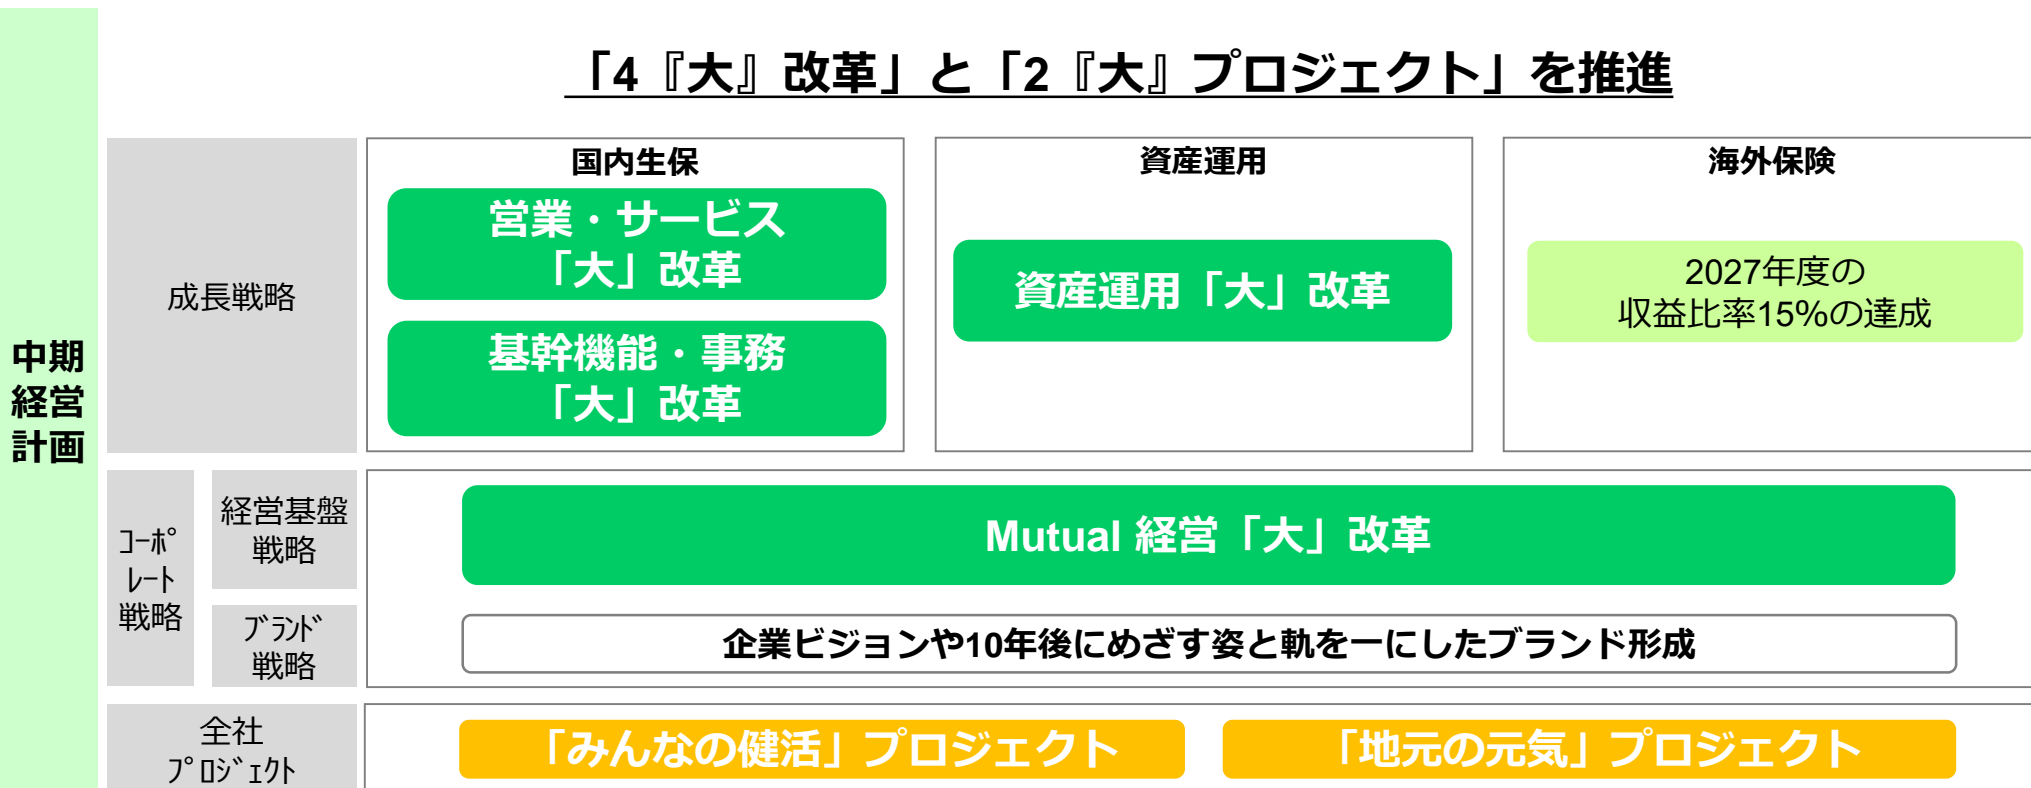 「4『大』改革」と「2『大』プロジェクト」を推進
中期
経営
計画
成長戦略
国内生保
営業・サービス
「大」改革
基幹機能・事務
「大」改革
資産運用
資産運用「大」改革
海外保険
2027年度の
収益比率15%の達成
ｺｰﾎﾟ
ﾚｰﾄ
戦略
経営基盤
戦略
Mutual 経営「大」改革
ﾌﾞﾗﾝﾄﾞ
戦略
企業ビジョンや10年後にめざす姿と軌を一にしたブランド形成
全社
ﾌﾟﾛｼﾞｪｸﾄ
「みんなの健活」プロジェクト
「地元の元気」プロジェクト